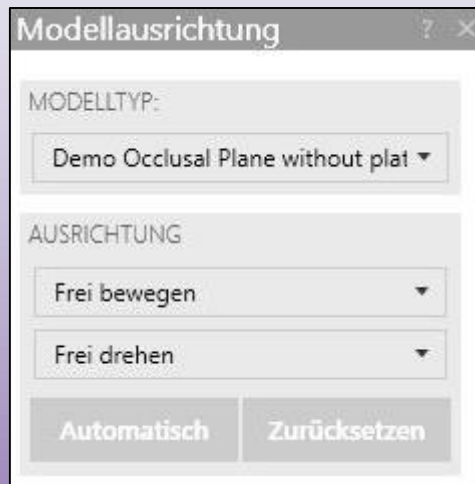 Modellausrichtung ? ×
MODELLTYP:
Demo Occlusal Plane without plat
AUSRICHTUNG
Frei bewegen
Frei drehen
Automatisch Zurücksetzen